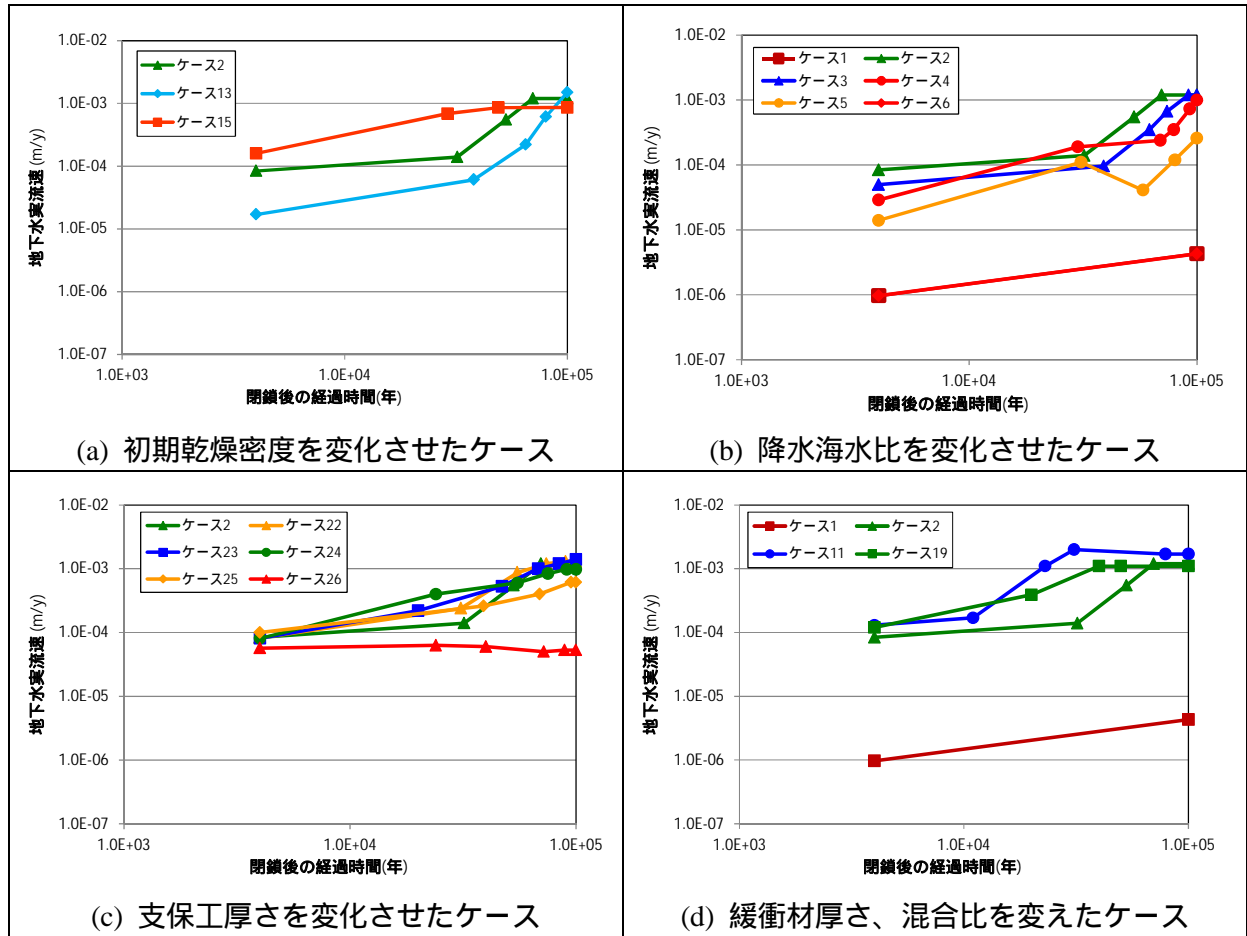 1.0E-02
1.0E-03
1.0E-04
1.0E-05
1.0E-06
1.0E-07
地下水実流速 (m/y)
ケース2
ケース13
ケース15
1.0E+03 1.0E+04 1.0E+05
閉鎖後の経過時間(年)
(a) 初期乾燥密度を変化させたケース
1.0E-02
1.0E-03
1.0E-04
1.0E-05
1.0E-06
1.0E-07
地下水実流速 (m/y)
ケース1 ケース2
ケース3 ケース4
ケース5 ケース6
1.0E+03 1.0E+04 1.0E+05
閉鎖後の経過時間(年)
(b) 降水海水比を変化させたケース
1.0E-02
1.0E-03
1.0E-04
1.0E-05
1.0E-06
1.0E-07
地下水実流速 (m/y)
ケース2 ケース22
ケース23 ケース24
ケース25 ケース26
1.0E+03 1.0E+04 1.0E+05
閉鎖後の経過時間(年)
(c) 支保工厚さを変化させたケース
1.0E-02
1.0E-03
1.0E-04
1.0E-05
1.0E-06
1.0E-07
地下水実流速 (m/y)
ケース1 ケース2
ケース11 ケース19
1.0E+03 1.0E+04 1.0E+05
閉鎖後の経過時間(年)
(d) 緩衝材厚さ、混合比を変えたケース